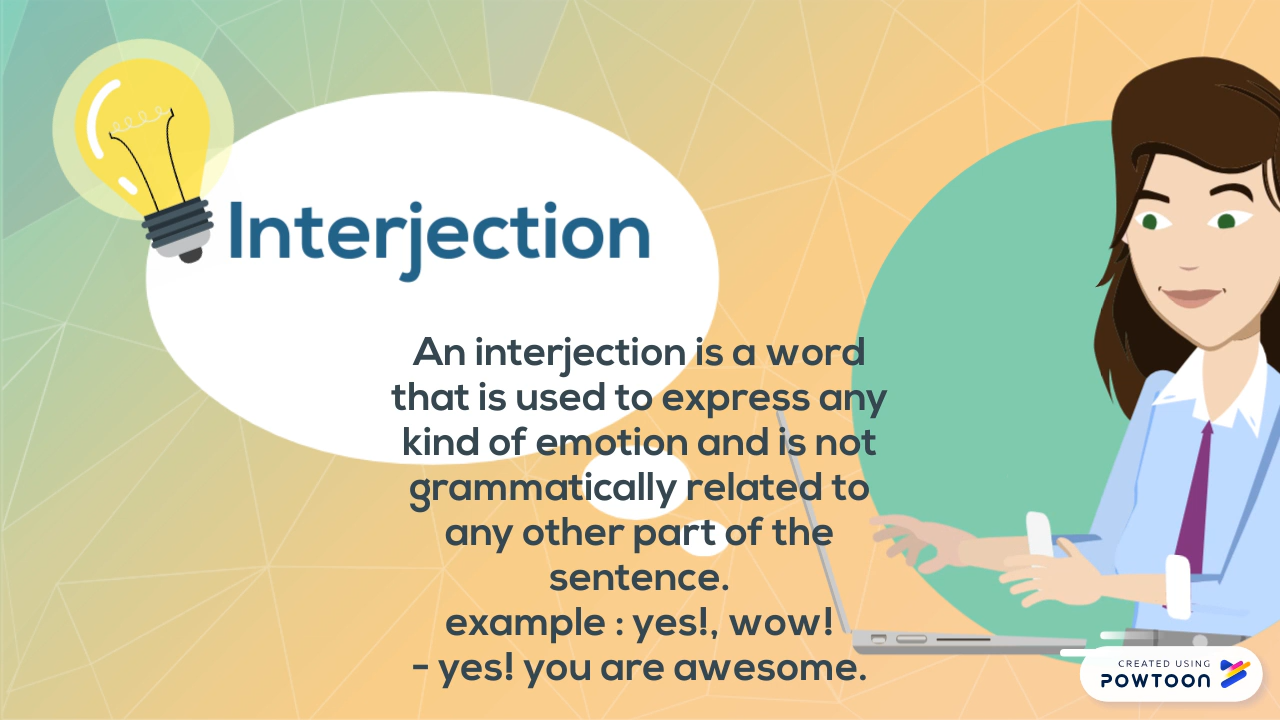 Interjection
An interjection is a word
that is used to express any
kind of emotion and is not
grammatically related to
any other part of the
sentence.
example : yes!, wow!
- yes! you are awesome.
CREATED USING
POWTOON